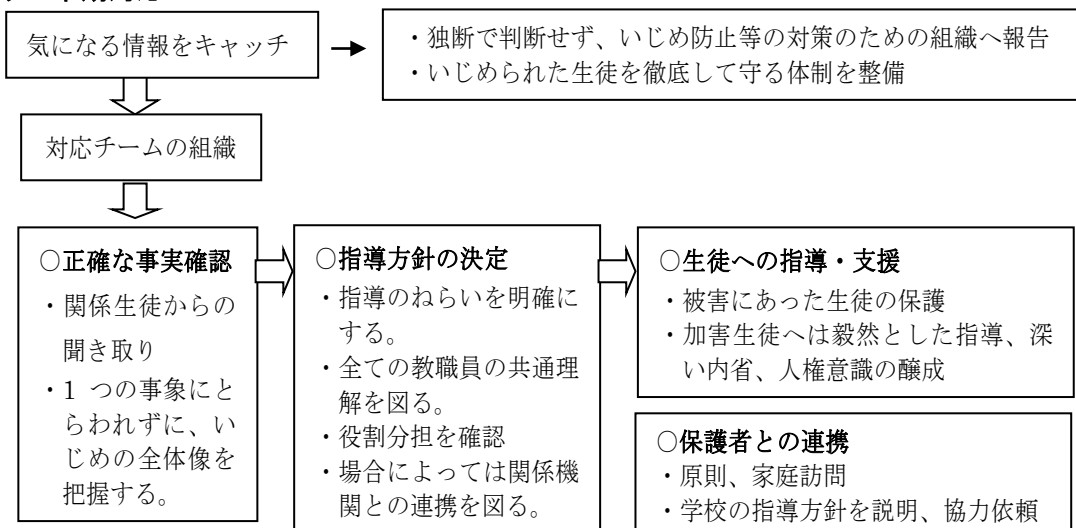 気になる情報をキャッチ
・独断で判断せず、いじめ防止等の対策のための組織へ報告
・いじめられた生徒を徹底して守る体制を整備
対応チームの組織
○正確な事実確認
・関係生徒からの
聞き取り
・1 つの事象にと
らわれずに、い
じめの全体像を
把握する。
○指導方針の決定
・指導のねらいを明確に
する。
・全ての教職員の共通理
解を図る。
・役割分担を確認
・場合によっては関係機
関との連携を図る。
○生徒への指導・支援
・被害にあった生徒の保護
・加害生徒へは毅然とした指導、深
い内省、人権意識の醸成
○保護者との連携
・原則、家庭訪問
・学校の指導方針を説明、協力依頼